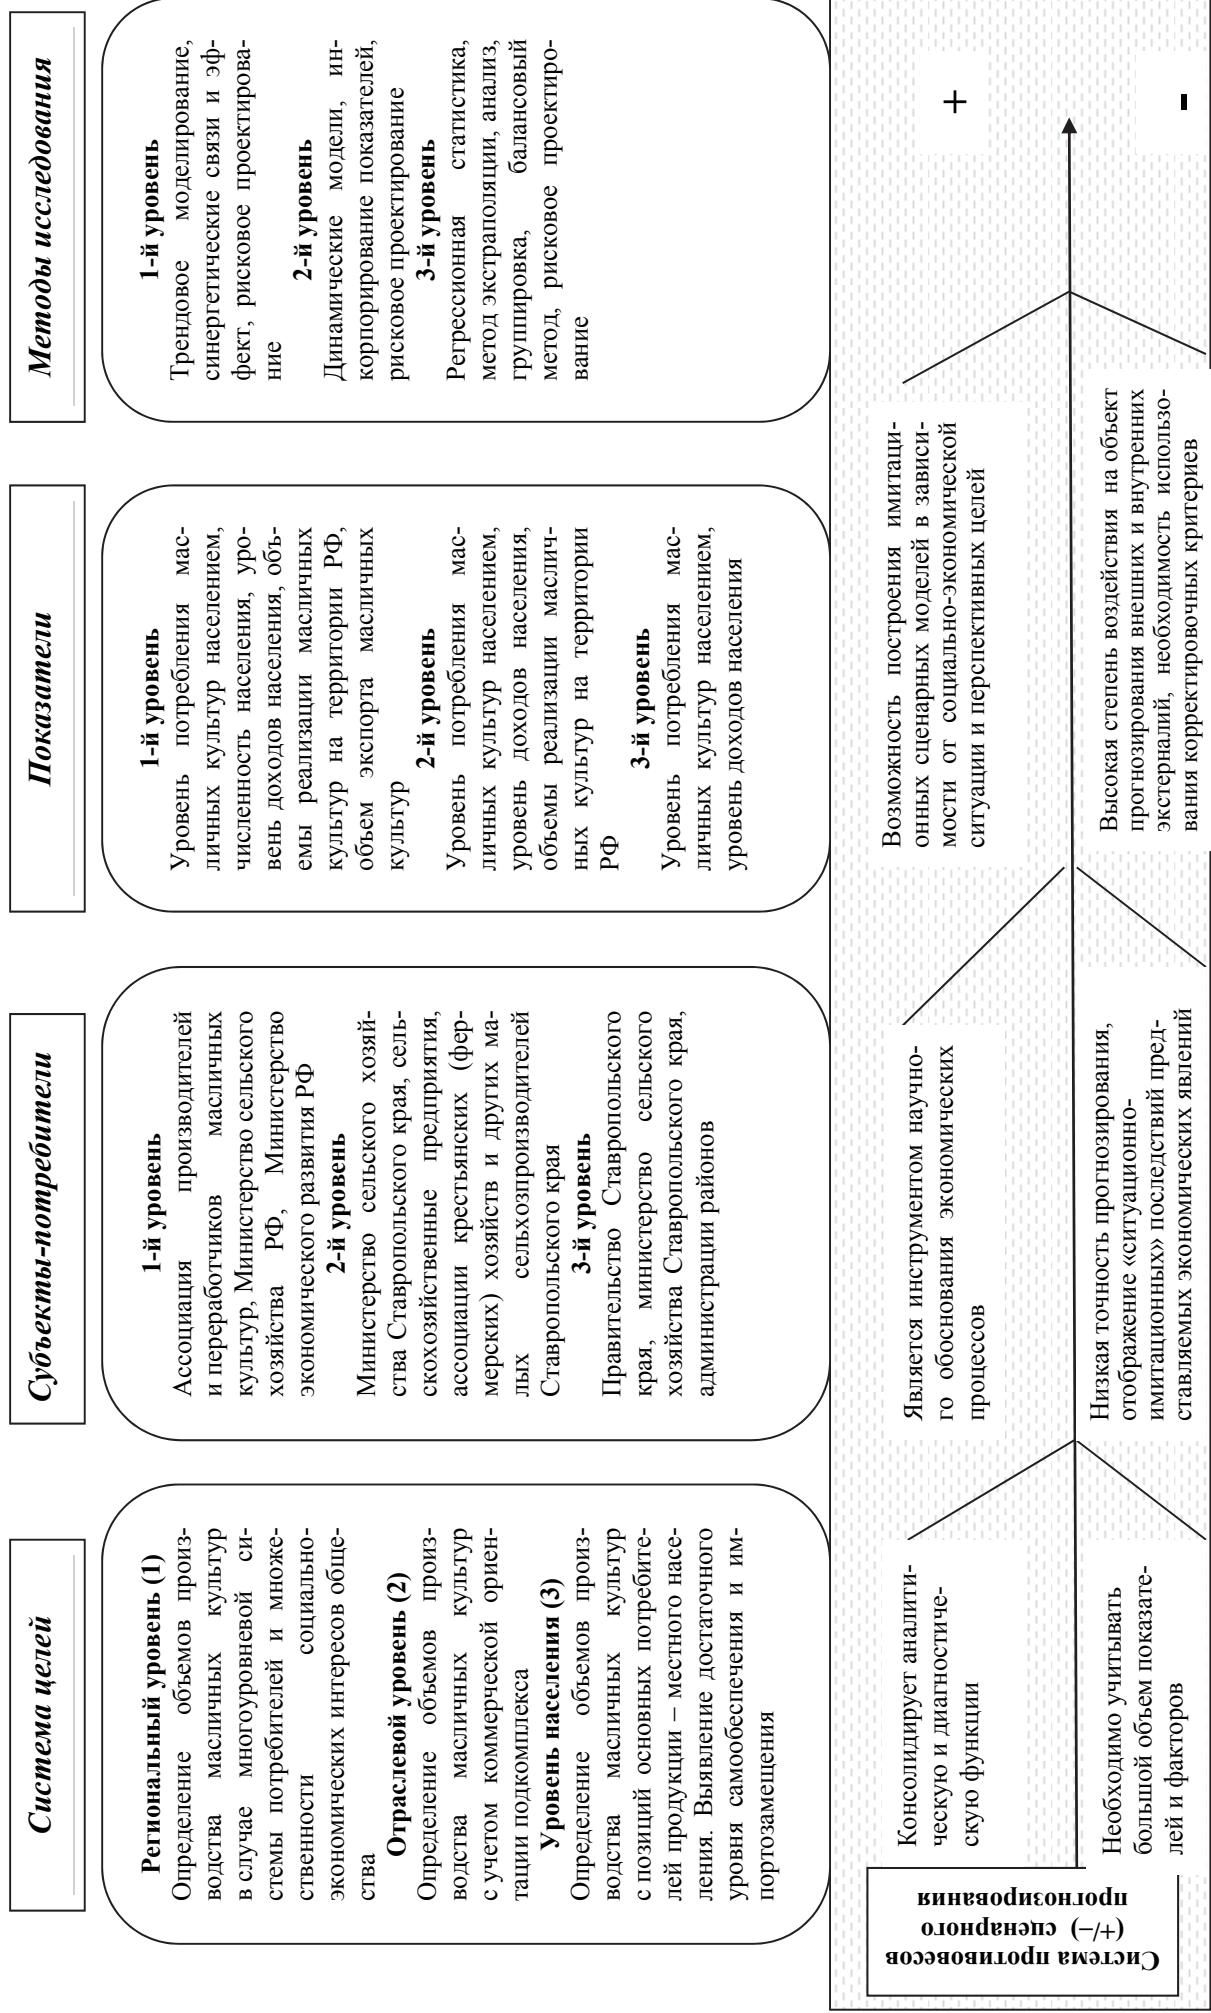 Система целей
Региональный уровень (1)
Определение объемов произ-
водства масличных культур
в случае многоуровневой си-
стемы потребителей и множе-
ственности социально-
экономических интересов обще-
ства
Отраслевой уровень (2)
Определение объемов произ-
водства масличных культур
с учетом коммерческой ориен-
тации подкомплекса
Уровень населения (3)
Определение объемов произ-
водства масличных культур
с позиций основных потребите-
лей продукции – местного насе-
ления. Выявление достаточного
уровня самообеспечения и им-
портозамещения
Субъекты-потребители
1-й уровень
Ассоциация производителей
и переработчиков масличных
культур, Министерство сельского
хозяйства РФ, Министерство
экономического развития РФ
2-й уровень
Министерство сельского хозяй-
ства Ставропольского края, сель-
скохозяйственные предприятия,
ассоциации крестьянских (фер-
мерских) хозяйств и других ма-
лых сельхозпроизводителей
Ставропольского края
3-й уровень
Правительство Ставропольского
края, министерство сельского
хозяйства Ставропольского края,
администрации районов
Показатели
1-й уровень
Уровень потребления мас-
личных культур населением,
численность населения, уро-
вень доходов населения, объ-
емы реализации масличных
культур на территории РФ,
объем экспорта масличных
культур
2-й уровень
Уровень потребления мас-
личных культур населением,
уровень доходов населения,
объемы реализации маслич-
ных культур на территории
РФ
3-й уровень
Уровень потребления мас-
личных культур населением,
уровень доходов населения
Методы исследования
1-й уровень
Трендовое моделирование,
синергетические связи и эф-
фект, рисковое проектирова-
ние
2-й уровень
Динамические модели, ин-
корпорирование показателей,
рисковое проектирование
3-й уровень
Регрессионная статистика,
метод экстраполяции, анализ,
группировка, балансовый
метод, рисковое проектиро-
вание
Система противовесов
(+/–) сценарного
прогнозирования
Консолидирует аналити-
ческую и диагностиче-
скую функции
Является инструментом научно-
го обоснования экономических
процессов
Возможность построения имитаци-
онных сценарных моделей в зависи-
мости от социально-экономической
ситуации и перспективных целей
+
Необходимо учитывать
большой объем показате-
лей и факторов
Низкая точность прогнозирования,
отображение «ситуационно-
имитационных» последствий пред-
ставляемых экономических явлений
Высокая степень воздействия на объект
прогнозирования внешних и внутренних
экстерналий, необходимость использо-
вания корректировочных критериев
-